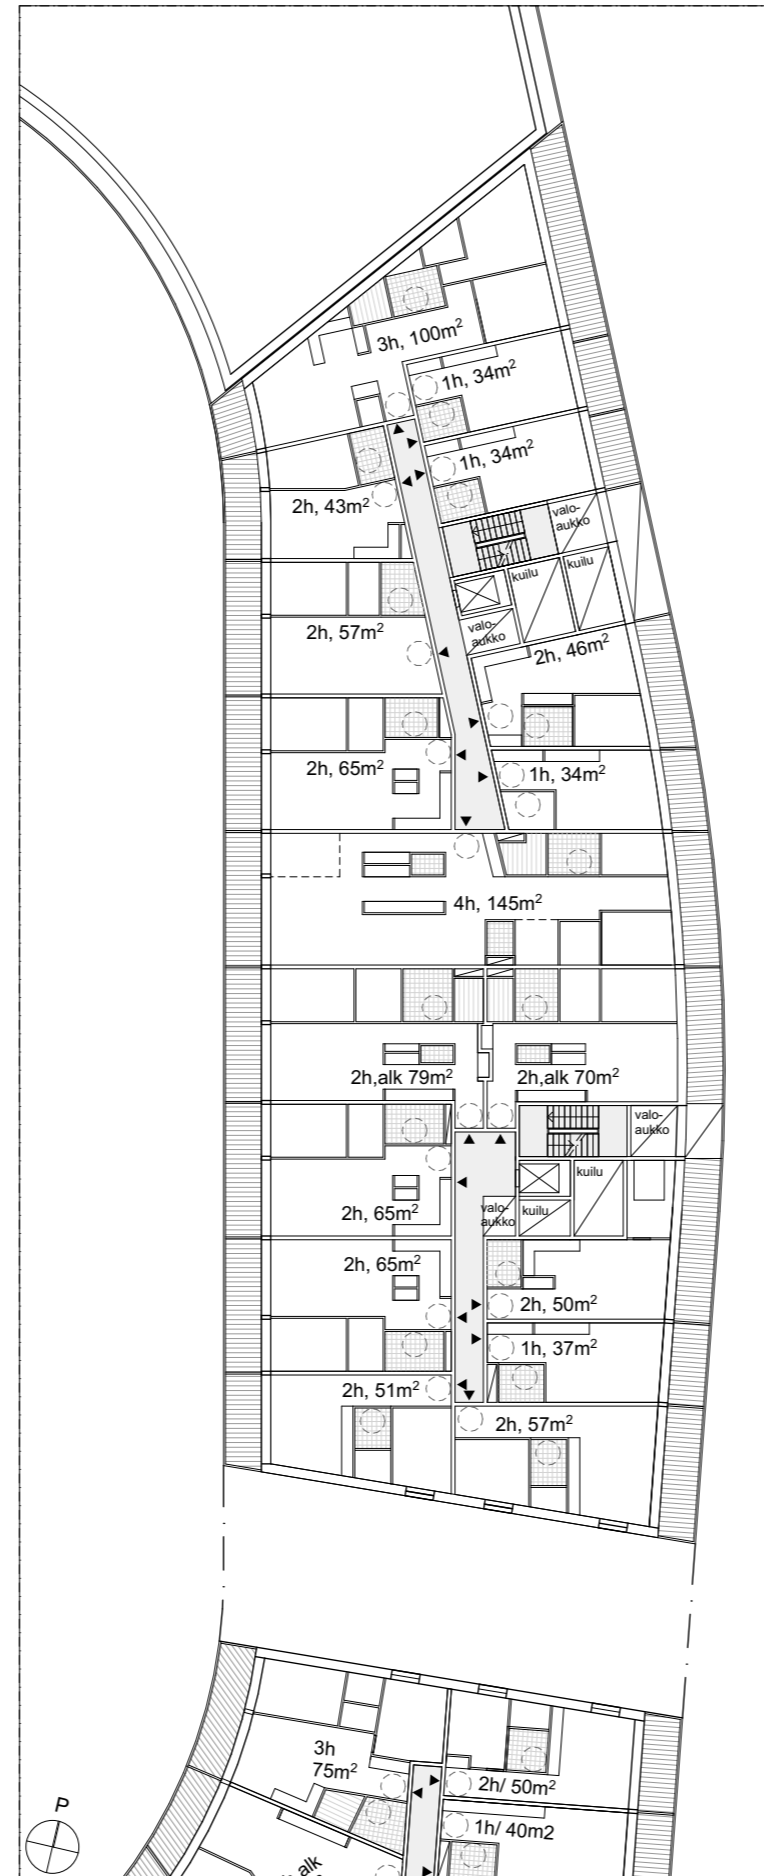 3h, 100m²
1h, 34m²
1h, 34m²
2h, 43m²
valo-
aukko
kuilu
kuilu
2h, 57m²
valo-
aukko
2h, 46m²
2h, 65m²
1h, 34m²
4h, 145m²
2h,alk 79m²
2h,alk 70m²
valo-
aukko
kuilu
2h, 65m²
valo-
aukko
kuilu
2h, 65m²
2h, 50m²
1h, 37m²
2h, 51m²
2h, 57m²
3h
75m²
2h/ 50m²
P
1h/ 40m2
alk